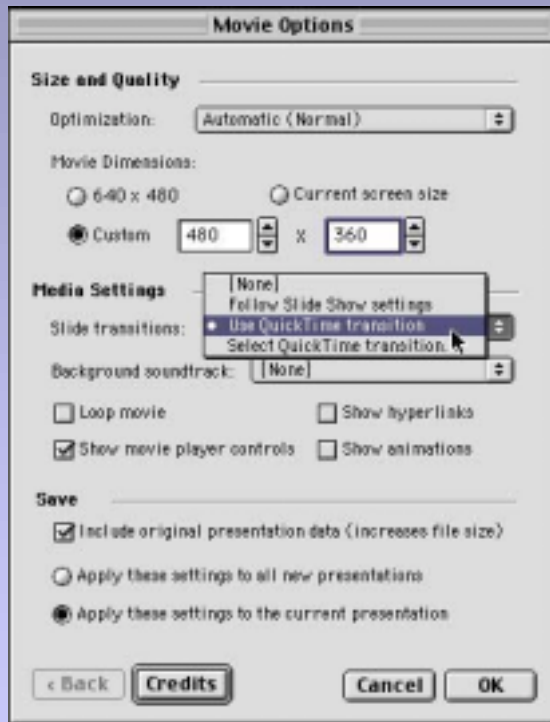 Movie Options
Size and Quality
Optimization: Automatic (Normal)
Movie Dimensions:
640 x 480 Current screen size
Custom 480 x 360
[None]
Media Settings Follow Slide Show settings
Slide transitions: Use QuickTime transition
Select QuickTime transition.
Background soundtrack: [None]
Loop movie Show hyperlinks
Show movie player controls Show animations
Save
Include original presentation data (increases file size)
Apply these settings to all new presentations
Apply these settings to the current presentation
< Back Credits Cancel OK